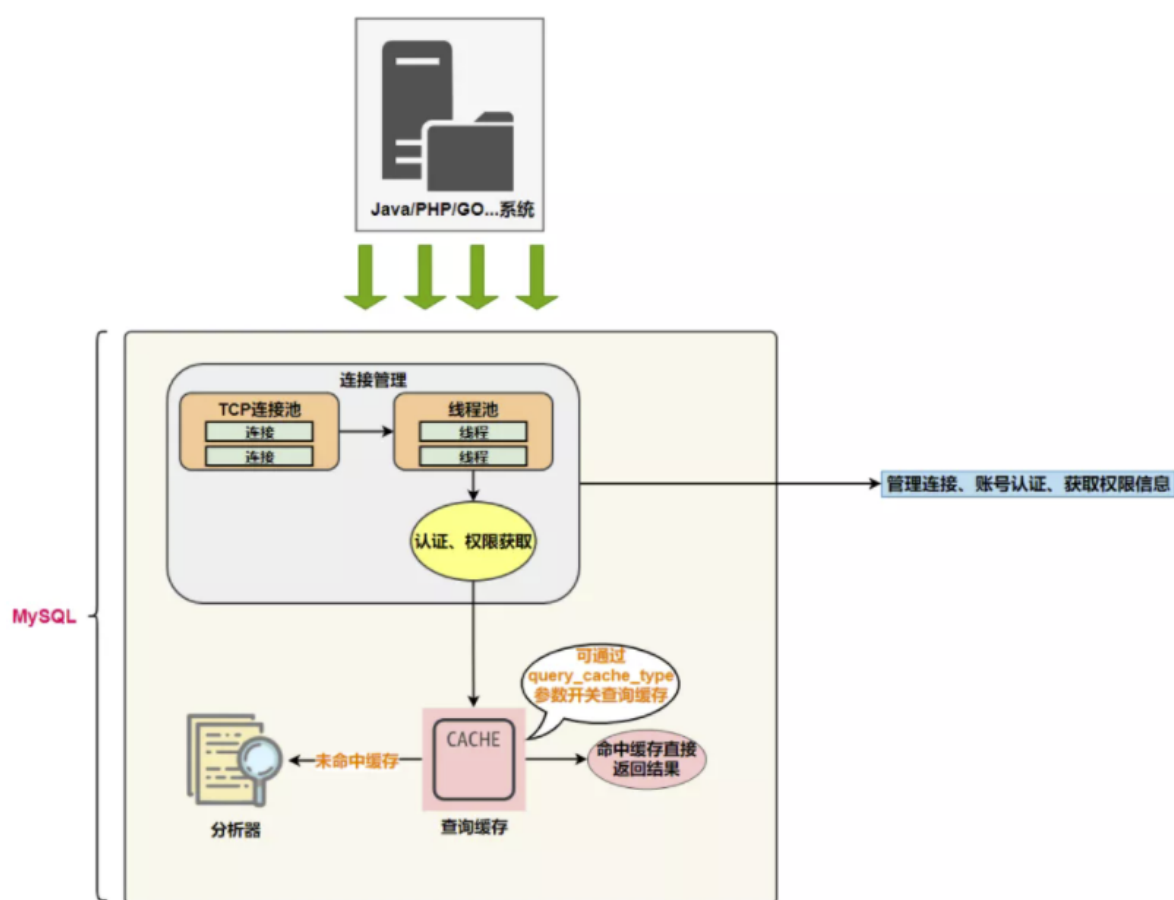 Java/PHP/GO...系统
连接管理
TCP连接池
线程池
连接
线程
连接
线程
管理连接、账号认证、获取权限信息
认证、权限获取
MySQL
可通过
query_cache_type
参数开关查询缓存
CACHE
未命中缓存
命中缓存直接
返回结果
分析器
查询缓存